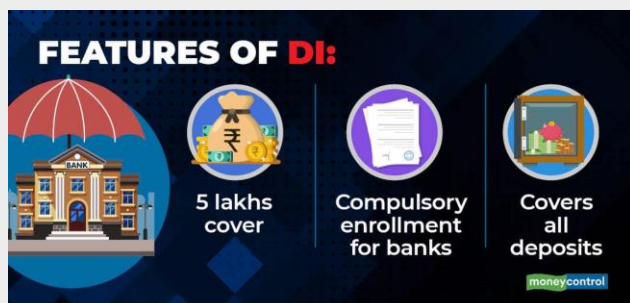 FEATURES OF DI:
BANK
₹
5 lakhs
cover
Compulsory
enrollment
for banks
Covers
all
deposits
moneycontrol